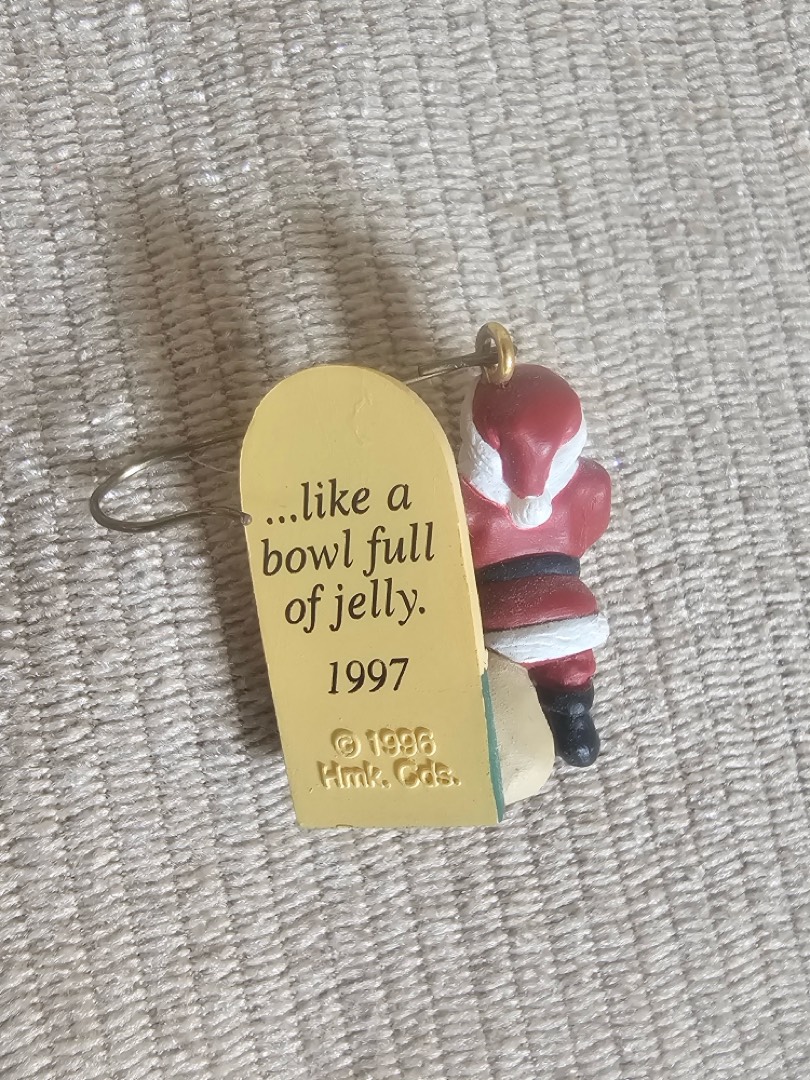 ...like a
bowl full
of jelly.
1997
© 1996
Hmk. Cds.